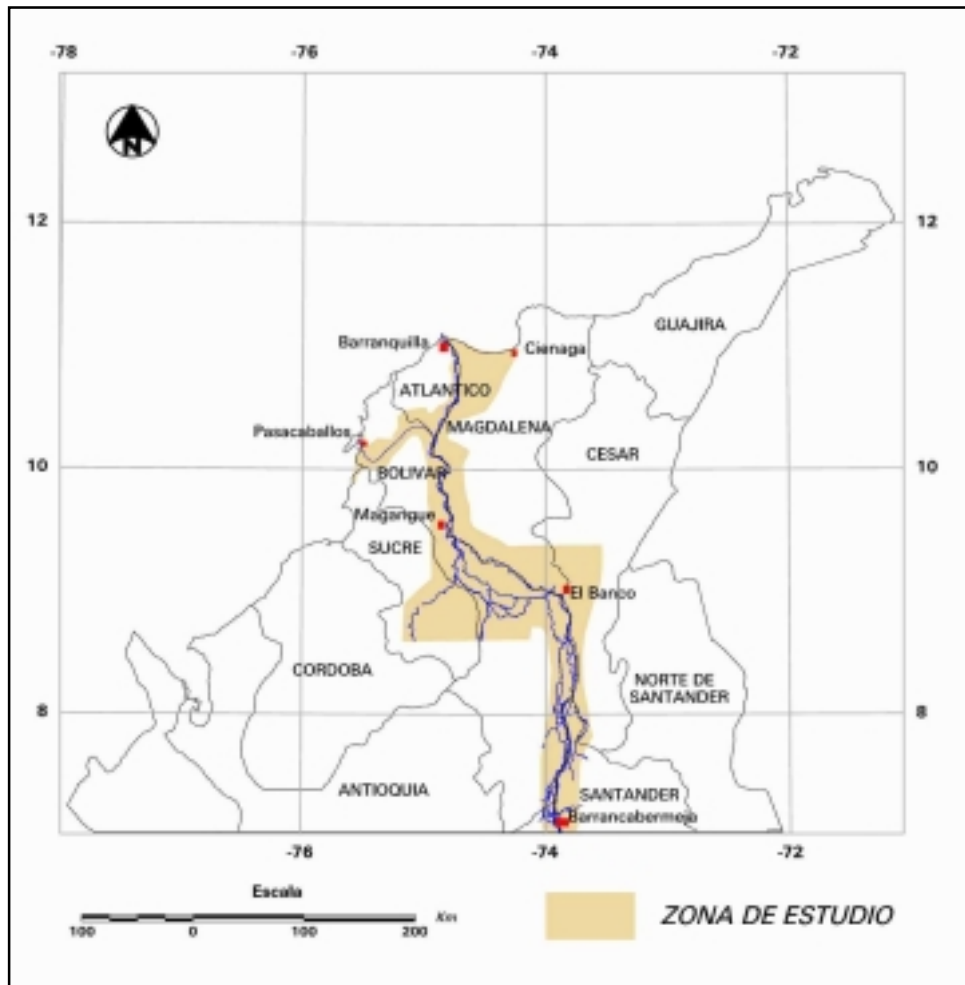 -78
-76
-74
-72
N
12
12
GUAJIRA
Barranquilla
Cienaga
ATLANTICO
Pasacaballos
MAGDALENA
CESAR
10
10
BOLIVAR
Magangue
SUCRE
El Banco
CORDOBA
NORTE DE
SANTANDER
8
8
ANTIOQUIA
SANTANDER
Barrancabermeja
-76
-74
-72
Escala
Km
100
0
100
200
ZONA DE ESTUDIO